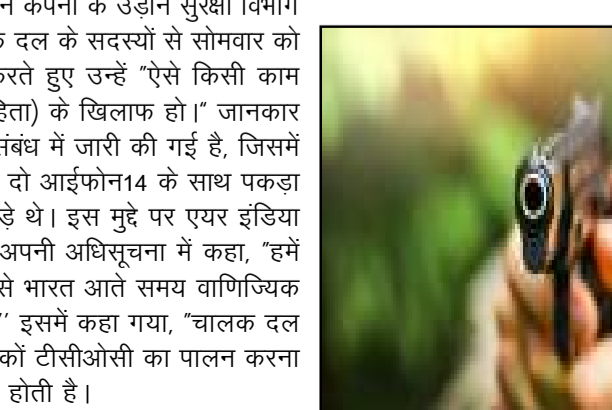 कंपनी के उड़ान सुरक्षा विभाग
दल के सदस्यों से सोमवार को
करते हुए उन्हें "ऐसे किसी काम
के खिलाफ हो।" जानकार
संबंध में जारी की गई है, जिसमें
दो आईफोन14 के साथ पकड़ा
थे। इस मुद्दे पर एयर इंडिया
अपनी अधिसूचना में कहा, "हमें
से भारत आते समय वाणिज्यिक
'' इसमें कहा गया, "चालक दल
टीसीओसी का पालन करना
होती है।